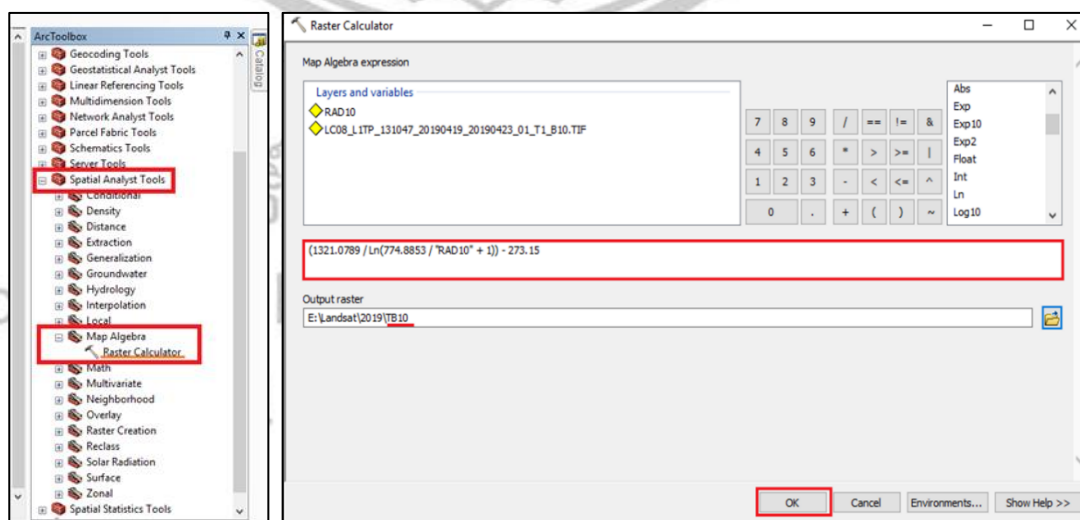 ArcToolbox
Geocoding Tools
Geostatistical Analyst Tools
Linear Referencing Tools
Multidimension Tools
Network Analyst Tools
Parcel Fabric Tools
Schematics Tools
Server Tools
Spatial Analyst Tools
Conditional
Density
Distance
Extraction
Generalization
Groundwater
Hydrology
Interpolation
Local
Map Algebra
Raster Calculator
Math
Multivariate
Neighborhood
Overlay
Raster Creation
Reclass
Solar Radiation
Surface
Zonal
Spatial Statistics Tools
Catalog
Raster Calculator
Map Algebra expression
Layers and variables
RAD10
LC08_L1TP_131047_20190419_20190423_01_T1_B10.TIF
7 8 9 / == != &
4 5 6 * > >= |
1 2 3 - < <= ^
0 . + ( ) ~
Abs
Exp
Exp10
Exp2
Float
Int
Ln
Log10
(1321.0789 / Ln(774.8853 / "RAD10" + 1)) - 273.15
Output raster
E:\Landsat\2019\TB10
OK Cancel Environments... Show Help >>